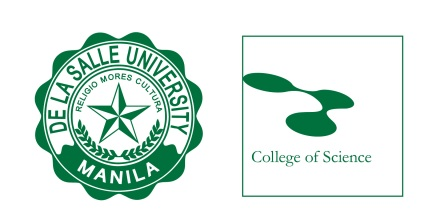 DE LA SALLE UNIVERSITY
RELIGIO MORES CULTURA
MANILA
College of Science